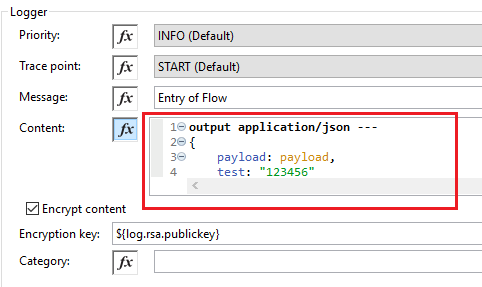 Logger
Priority: fx INFO (Default)
Trace point: fx START (Default)
Message: fx Entry of Flow
Content: fx
1 output application/json ---
2 {
3 payload: payload,
4 test: "123456"
Encrypt content
Encryption key: ${log.rsa.publickey}
Category: fx